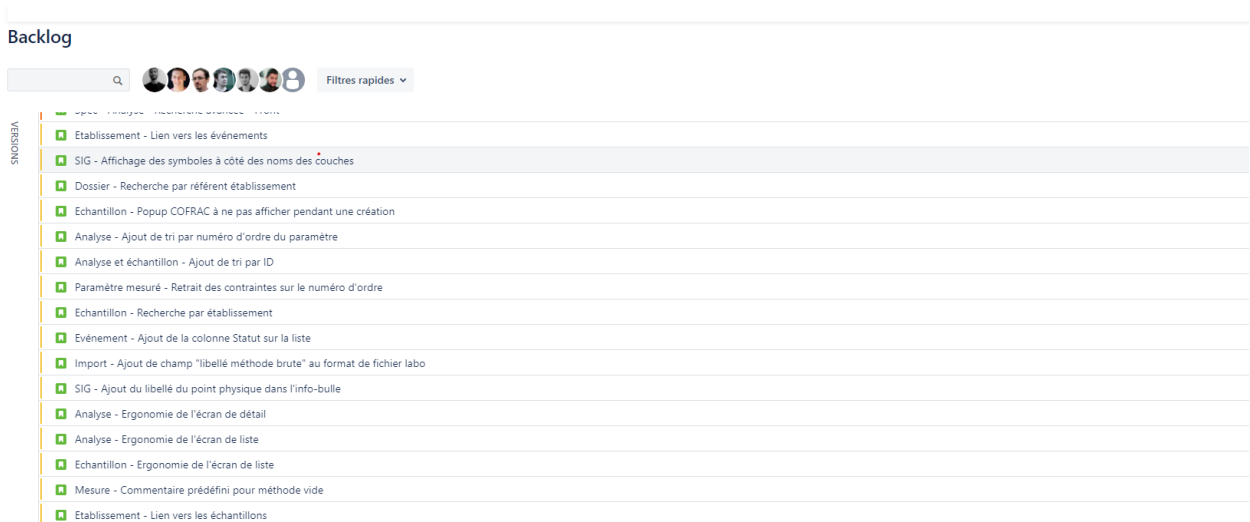 Backlog
Filtres rapides
VERSIONS
Spec - Analyse - Recherche avancée - Front
Etablissement - Lien vers les événements
SIG - Affichage des symboles à côté des noms des couches
Dossier - Recherche par référent établissement
Echantillon - Popup COFRAC à ne pas afficher pendant une création
Analyse - Ajout de tri par numéro d'ordre du paramètre
Analyse et échantillon - Ajout de tri par ID
Paramètre mesuré - Retrait des contraintes sur le numéro d'ordre
Echantillon - Recherche par établissement
Evénement - Ajout de la colonne Statut sur la liste
Import - Ajout de champ "libellé méthode brute" au format de fichier labo
SIG - Ajout du libellé du point physique dans l'info-bulle
Analyse - Ergonomie de l'écran de détail
Analyse - Ergonomie de l'écran de liste
Echantillon - Ergonomie de l'écran de liste
Mesure - Commentaire prédéfini pour méthode vide
Etablissement - Lien vers les échantillons